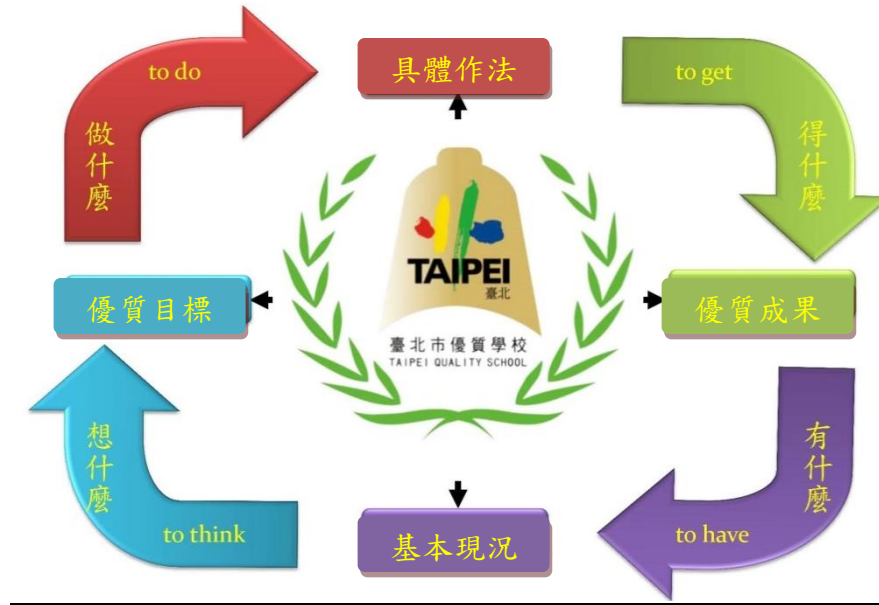 to do
具體作法
to get
做什麼
得什麼
TAIPEI
臺北
優質目標
優質成果
臺北市優質學校
TAIPEI QUALITY SCHOOL
想什麼
有什麼
to think
基本現況
to have